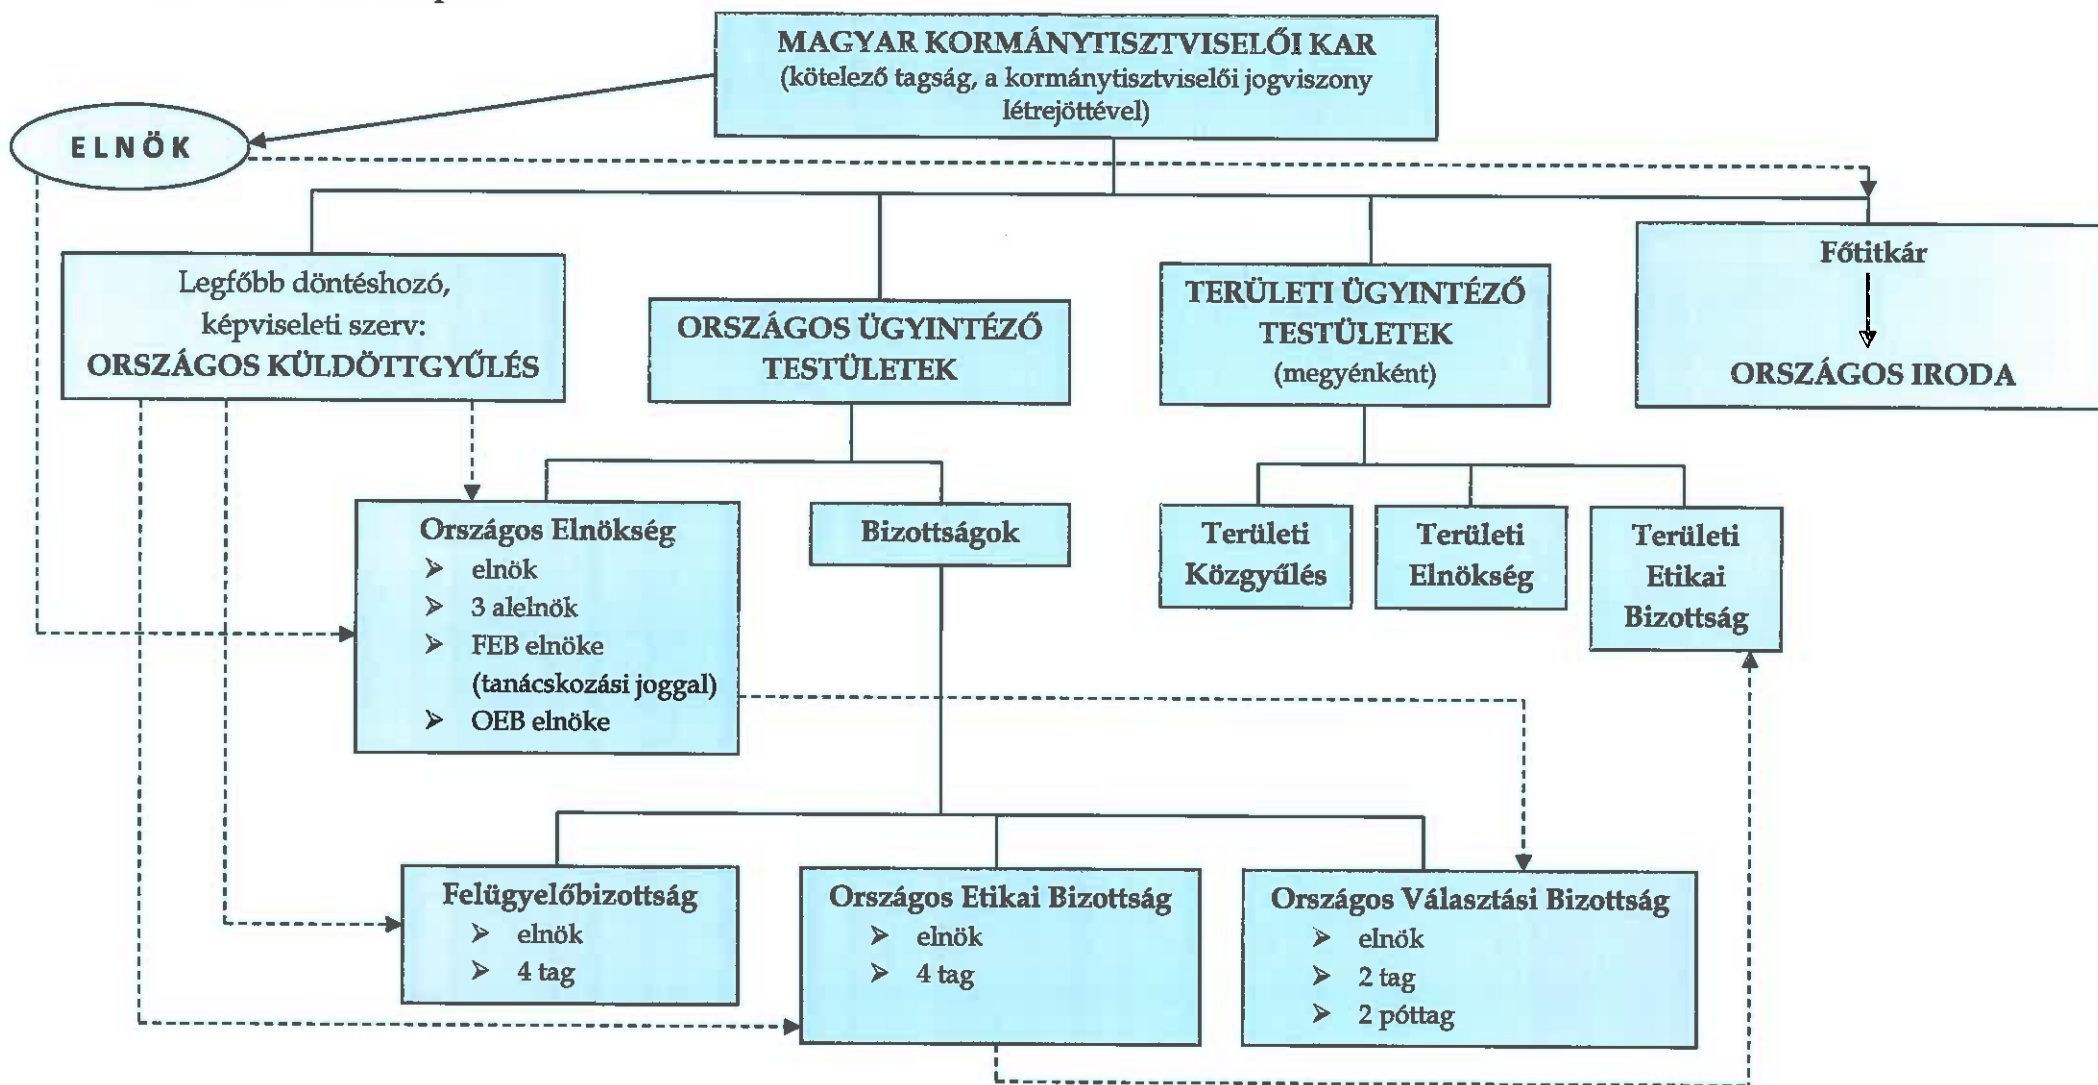 MAGYAR KORMÁNYTISZTVISELŐI KAR
(kötelező tagság, a kormánytisztviselői jogviszony
létrejöttével)
ELNÖK
Legfőbb döntéshozó,
képviseleti szerv:
ORSZÁGOS KÜLDÖTTGYŰLÉS
ORSZÁGOS ÜGYINTÉZŐ
TESTÜLETEK
TERÜLETI ÜGYINTÉZŐ
TESTÜLETEK
(megyénként)
Főtitkár
ORSZÁGOS IRODA
Országos Elnökség
➢ elnök
➢ 3 alelnök
➢ FEB elnöke
(tanácskozási joggal)
➢ OEB elnöke
Bizottságok
Területi
Közgyűlés
Területi
Elnökség
Területi
Etikai
Bizottság
Felügyelőbizottság
➢ elnök
➢ 4 tag
Országos Etikai Bizottság
➢ elnök
➢ 4 tag
Országos Választási Bizottság
➢ elnök
➢ 2 tag
➢ 2 póttag